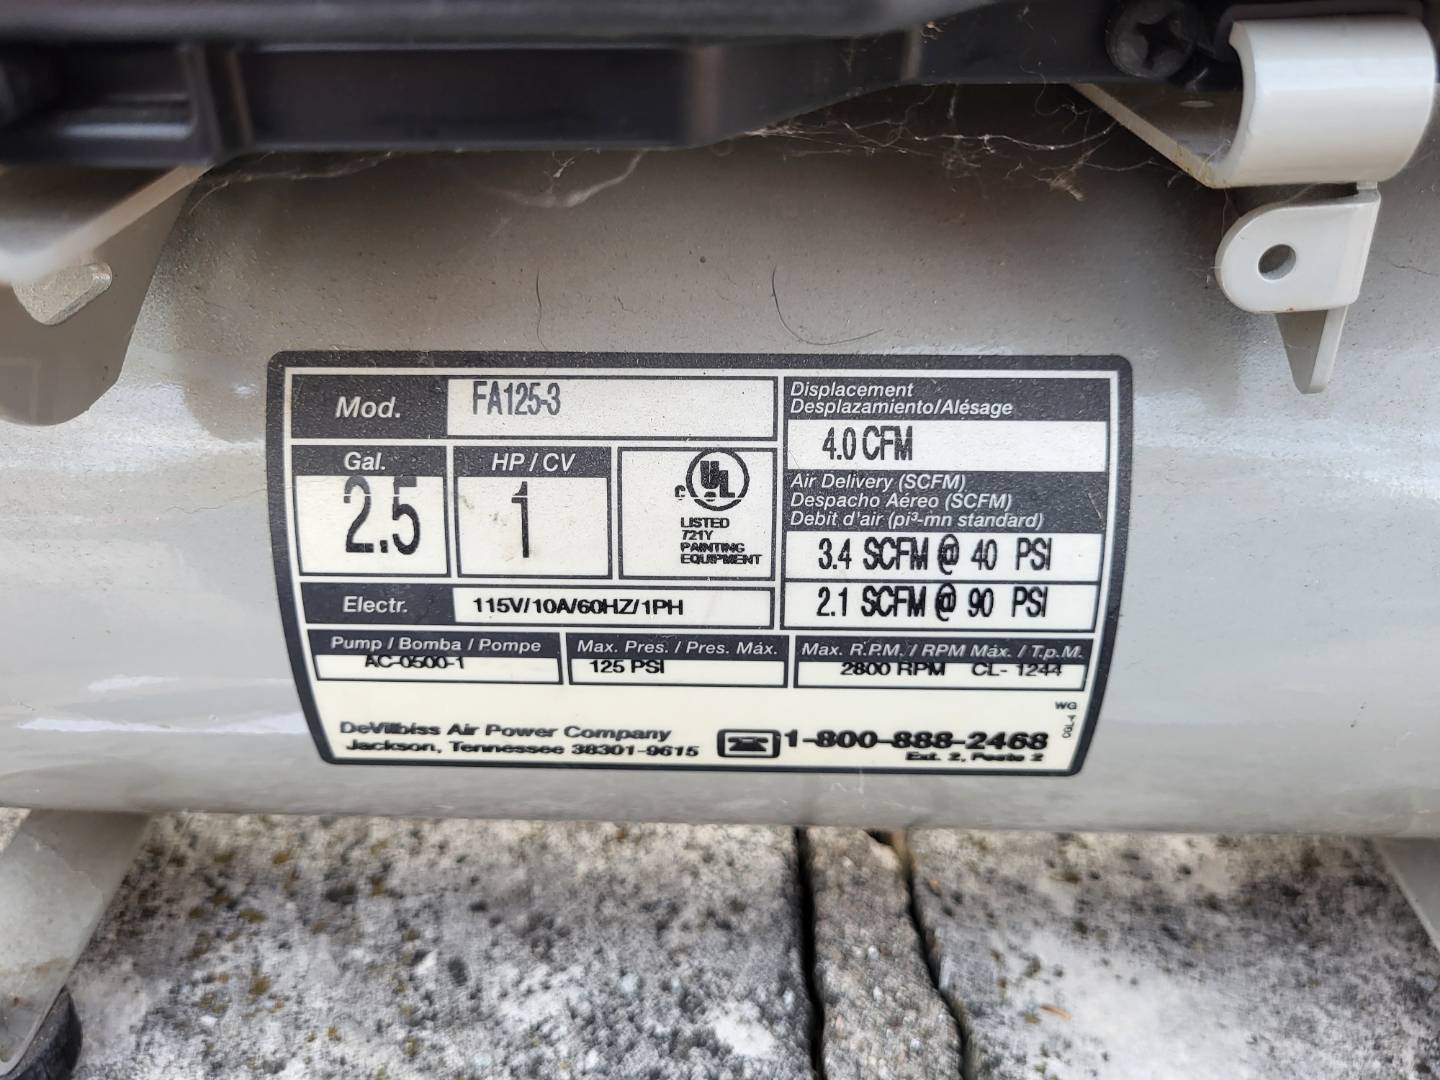 Mod. FA125-3
Gal.
2.5
HP / CV
1
UL
LISTED
721Y
PAINTING
EQUIPMENT
Electr. 115V/10A/60HZ/1PH
Displacement
Desplazamiento/Alésage
4.0 CFM
Air Delivery (SCFM)
Despacho Aéreo (SCFM)
Debit d'air (pi³-mn standard)
3.4 SCFM @ 40 PSI
2.1 SCFM @ 90 PSI
Pump / Bomba / Pompe
AC-0500-1
Max. Pres. / Pres. Máx.
125 PSI
Max. R.P.M. / RPM Máx. / T.p.M.
2800 RPM CL- 1244
DeVilbiss Air Power Company
Jackson, Tennessee 38301-9615
1-800-888-2468
Ext. 2, Poste 2
WG